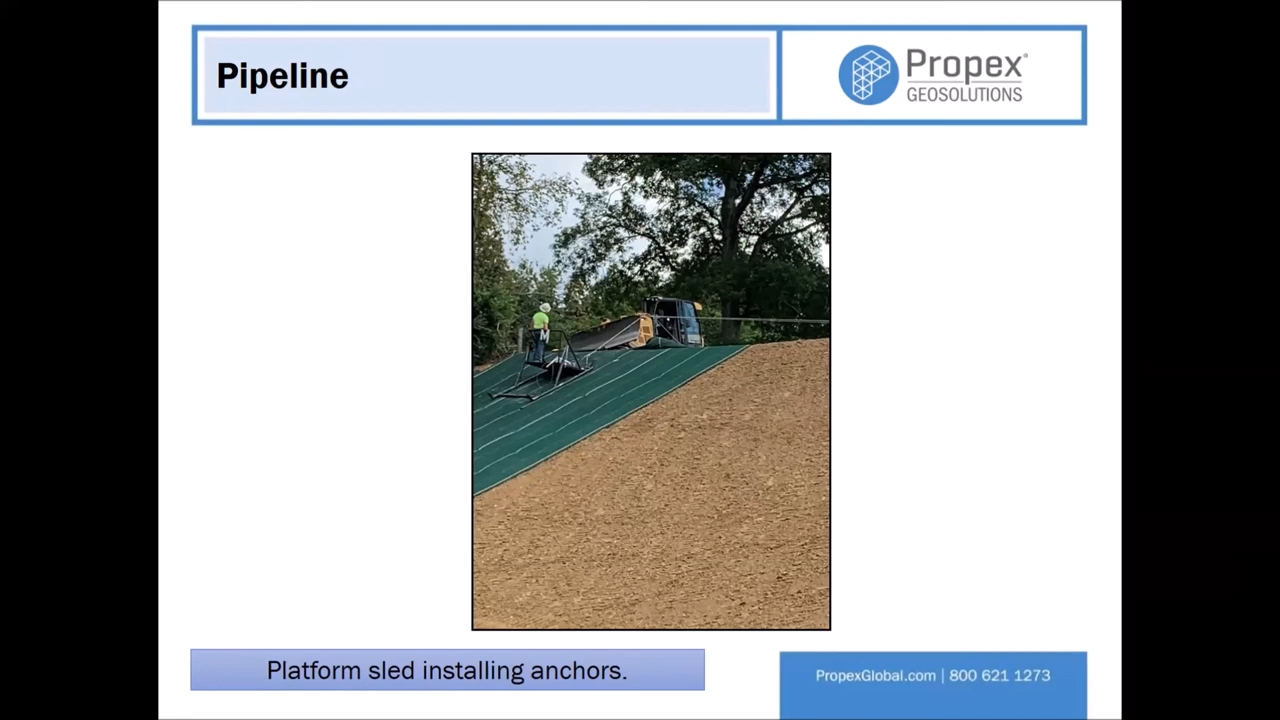 Pipeline
Propex®
GEOSOLUTIONS
Platform sled installing anchors.
PropexGlobal.com | 800 621 1273